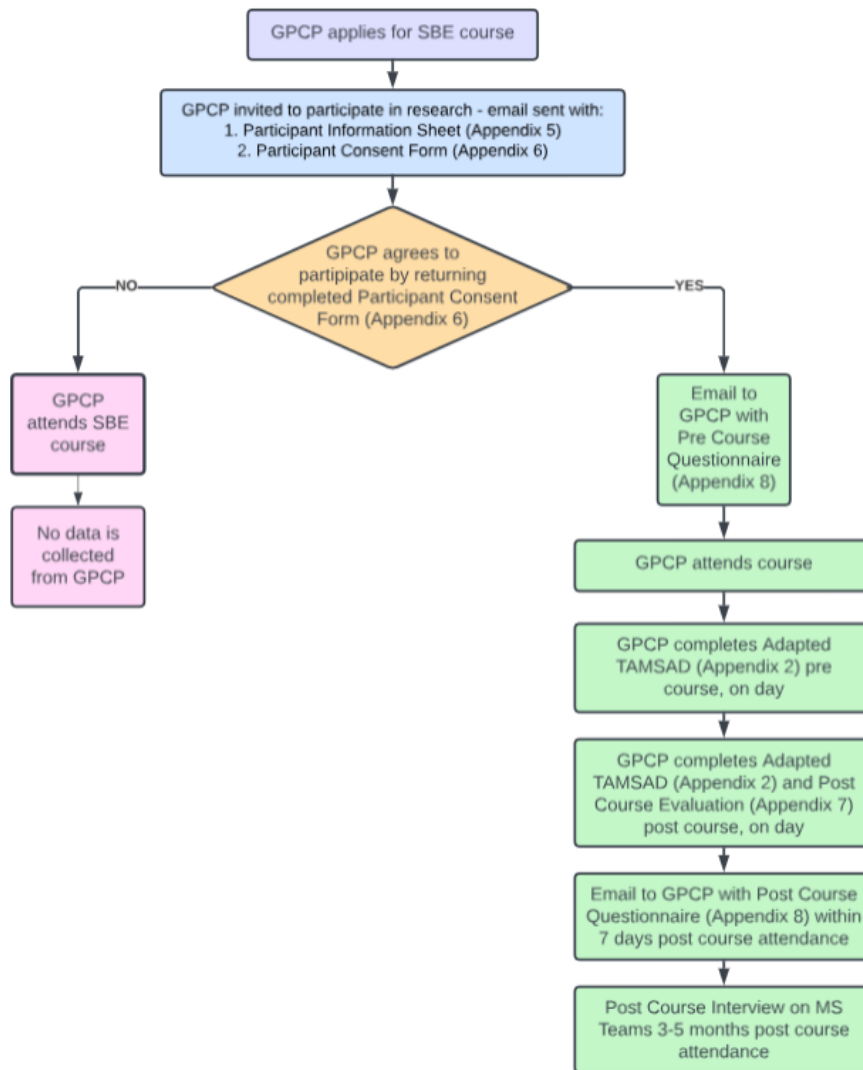 GPCP applies for SBE course
GPCP invited to participate in research - email sent with:
1. Participant Information Sheet (Appendix 5)
2. Participant Consent Form (Appendix 6)
GPCP agrees to
partipipate by returning
completed Participant Consent
Form (Appendix 6)
NO
YES
GPCP
attends SBE
course
No data is
collected
from GPCP
Email to
GPCP with
Pre Course
Questionnaire
(Appendix 8)
GPCP attends course
GPCP completes Adapted
TAMSAD (Appendix 2) pre
course, on day
GPCP completes Adapted
TAMSAD (Appendix 2) and Post
Course Evaluation (Appendix 7)
post course, on day
Email to GPCP with Post Course
Questionnaire (Appendix 8) within
7 days post course attendance
Post Course Interview on MS
Teams 3-5 months post course
attendance